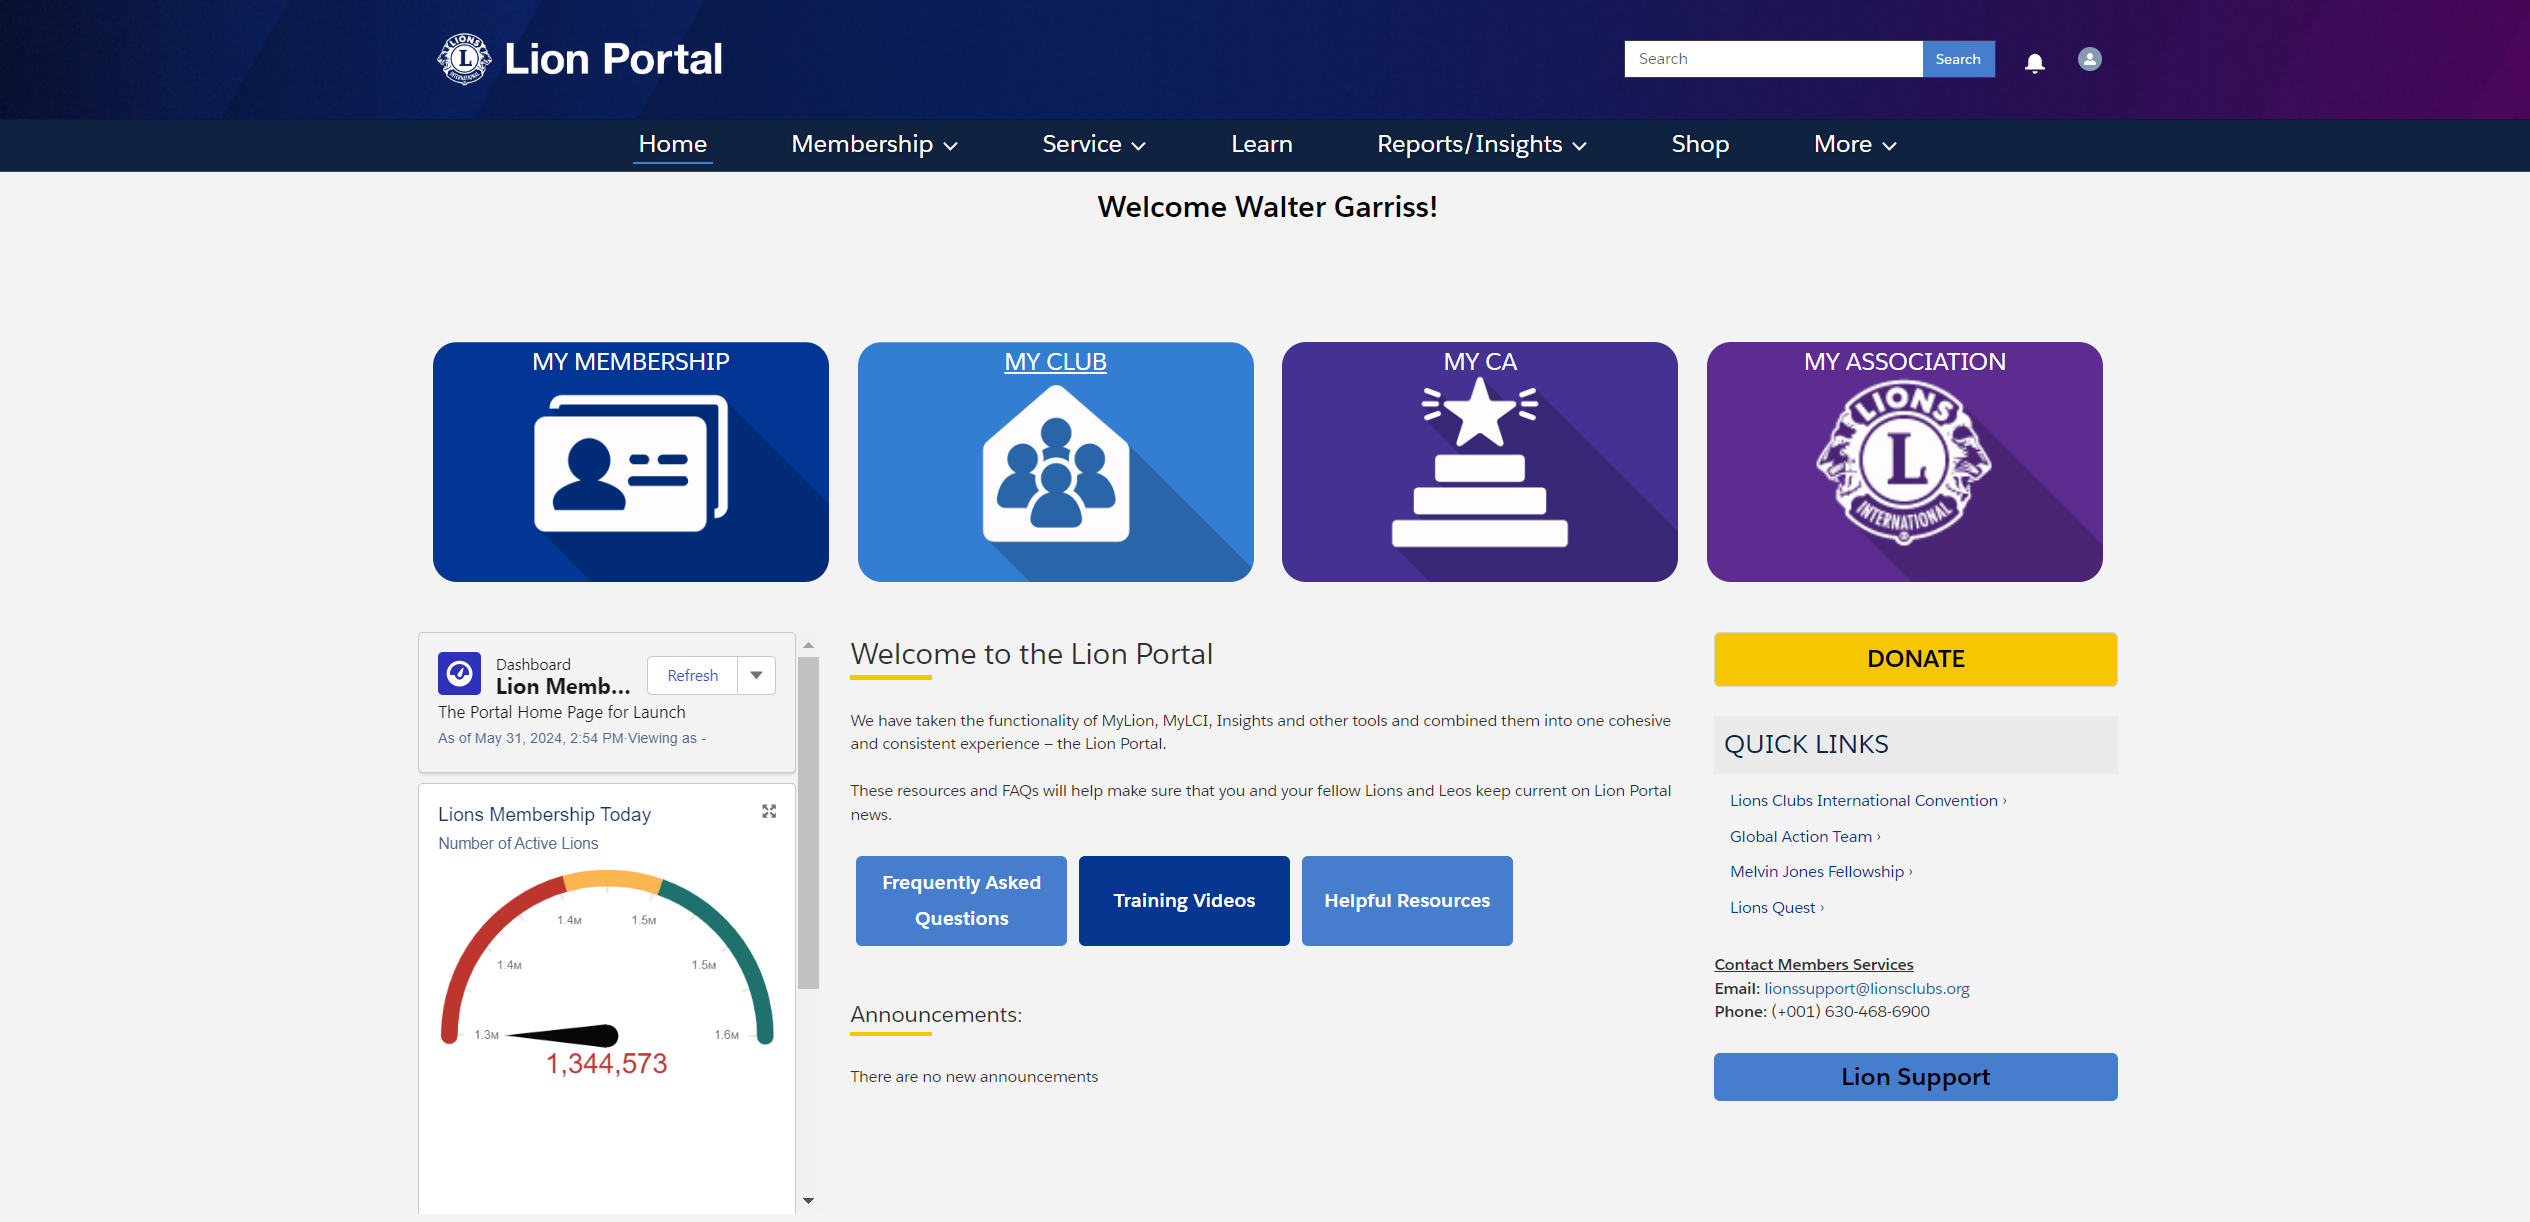 LIONS
L
INTERNATIONAL
Lion Portal
Search
Search
Home
Membership
Service
Learn
Reports/Insights
Shop
More
Welcome Walter Garriss!
MY MEMBERSHIP
MY CLUB
MY CA
MY ASSOCIATION
LIONS
L
INTERNATIONAL
Dashboard
Lion Memb...
Refresh
The Portal Home Page for Launch
As of May 31, 2024, 2:54 PM·Viewing as -
Lions Membership Today
Number of Active Lions
1.4M
1.5M
1.4M
1.5M
1.3M
1.6M
1,344,573
Welcome to the Lion Portal
We have taken the functionality of MyLion, MyLCI, Insights and other tools and combined them into one cohesive
and consistent experience – the Lion Portal.
These resources and FAQs will help make sure that you and your fellow Lions and Leos keep current on Lion Portal
news.
Frequently Asked
Questions
Training Videos
Helpful Resources
Announcements:
There are no new announcements
DONATE
QUICK LINKS
Lions Clubs International Convention ›
Global Action Team ›
Melvin Jones Fellowship ›
Lions Quest ›
Contact Members Services
Email: lionssupport@lionsclubs.org
Phone: (+001) 630-468-6900
Lion Support